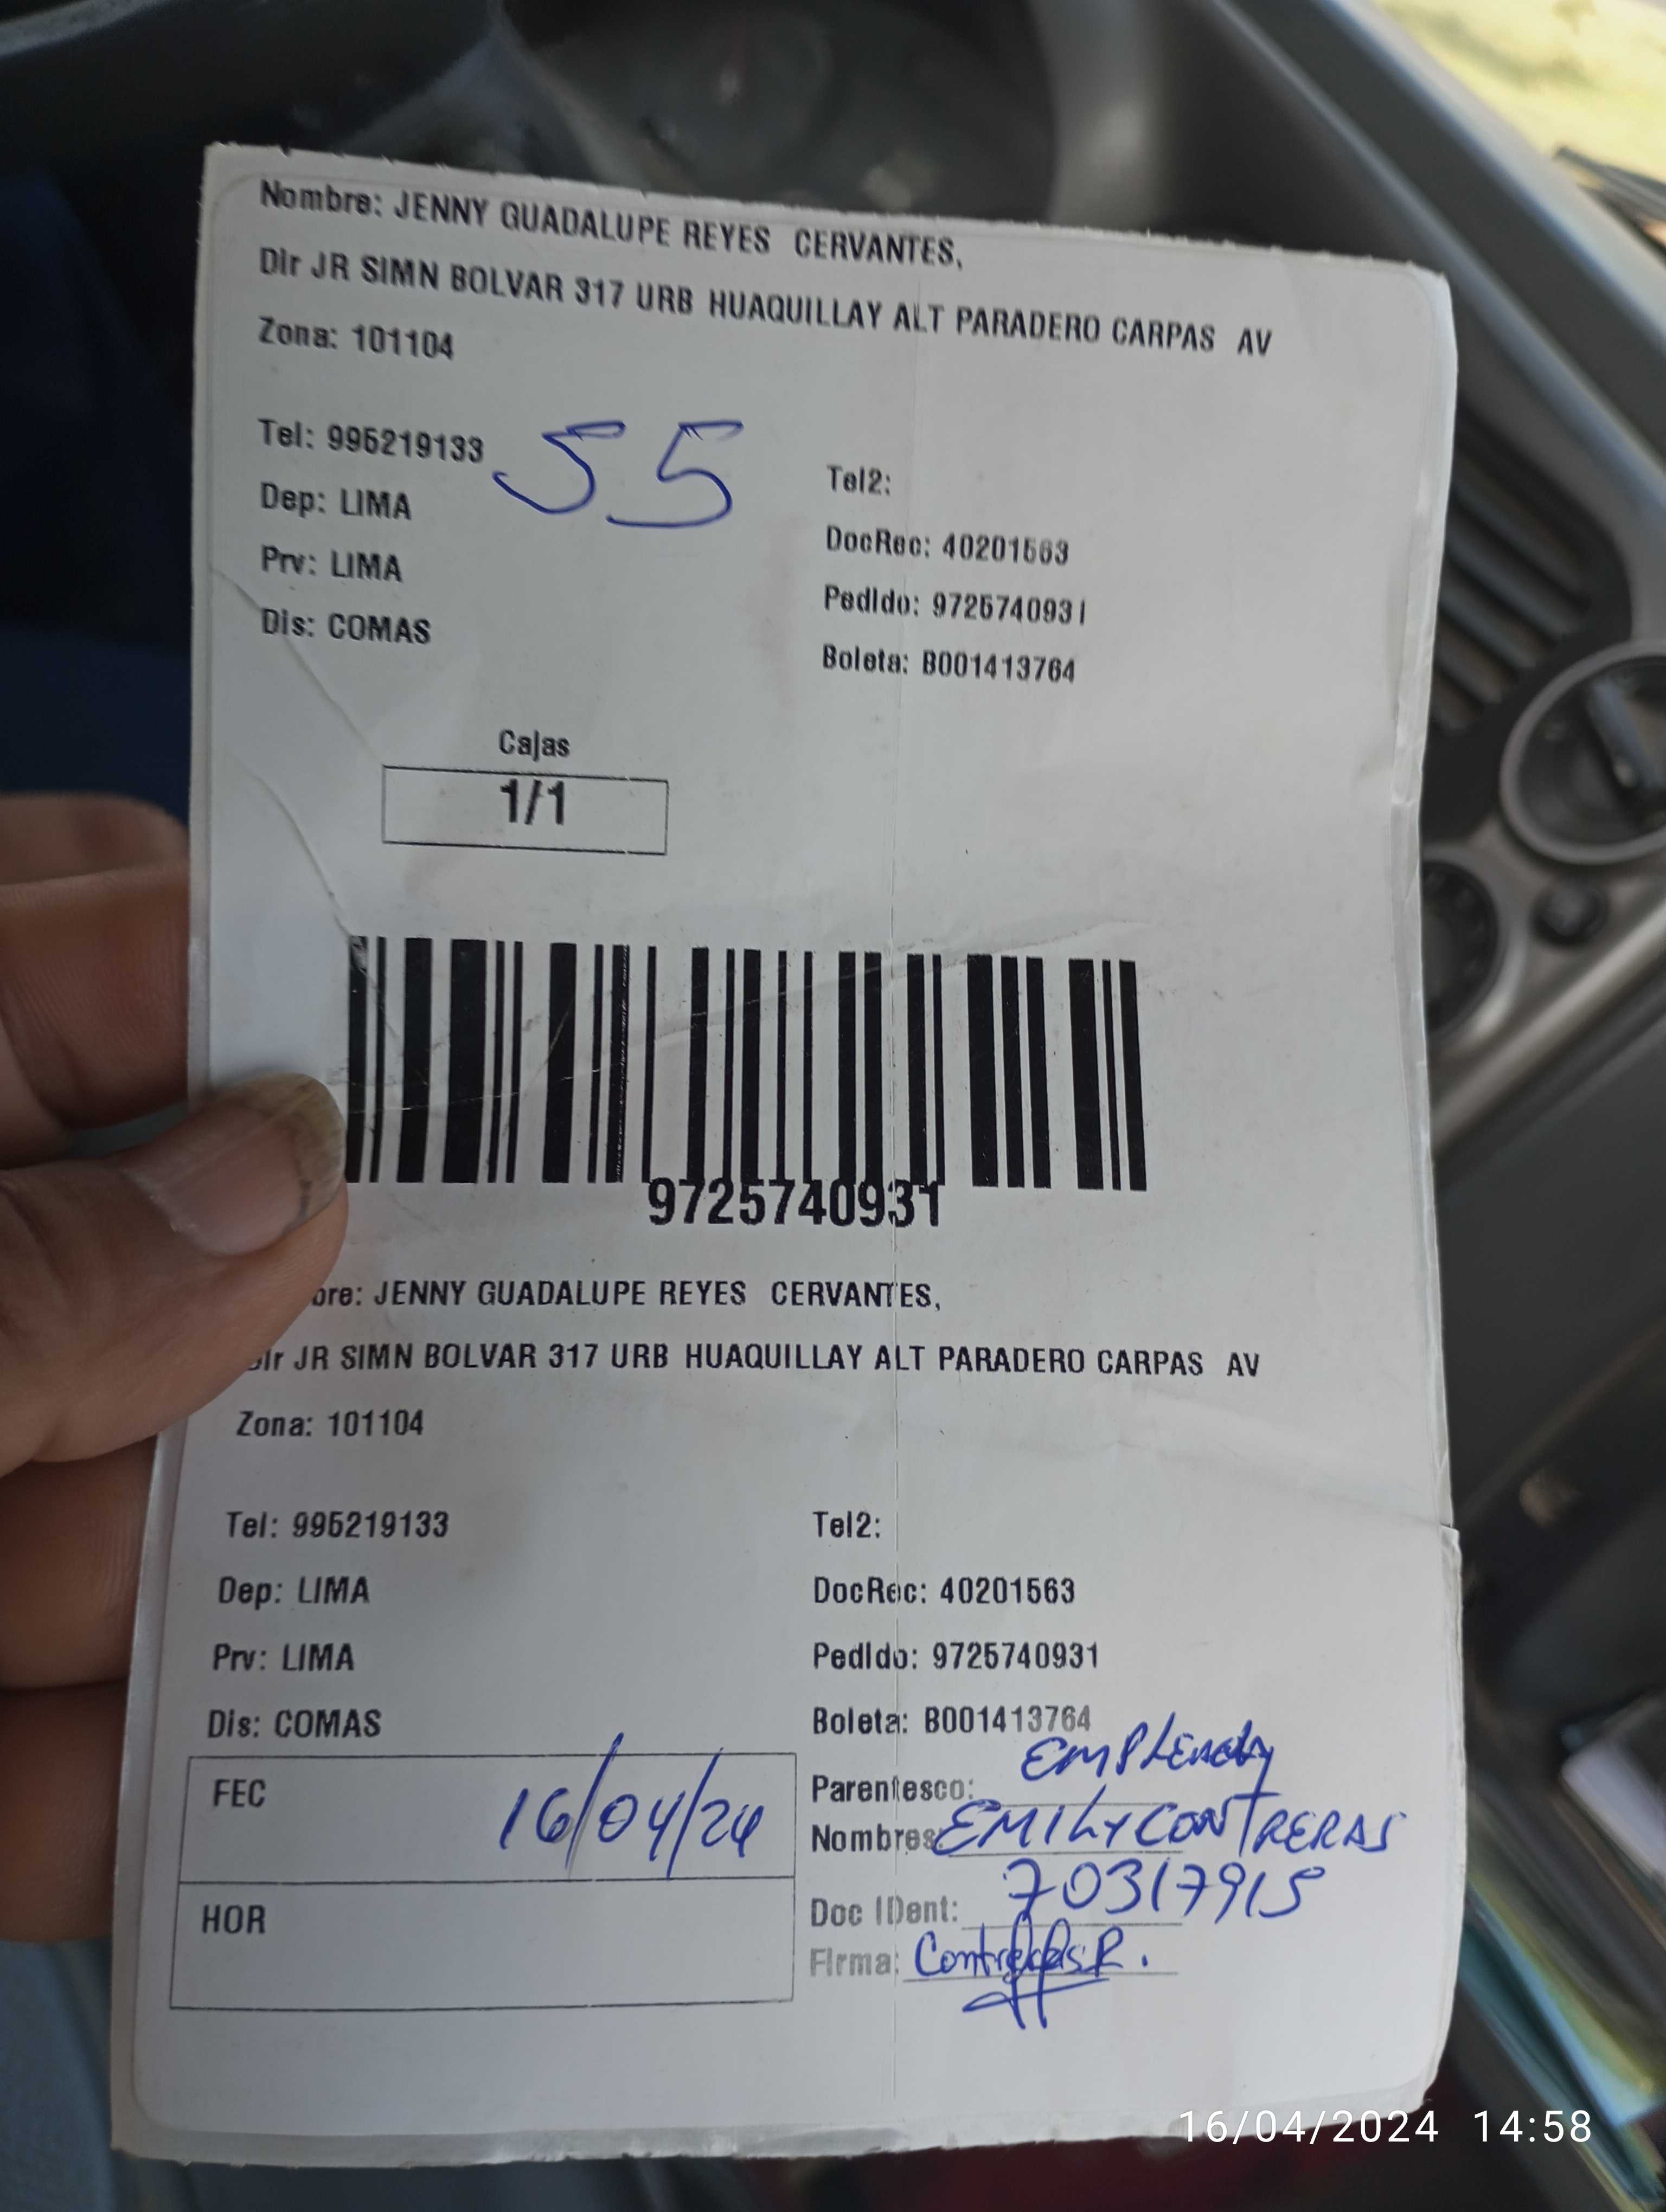 Nombre: JENNY GUADALUPE REYES CERVANTES,
Dir JR SIMN BOLVAR 317 URB HUAQUILLAY ALT PARADERO CARPAS AV
Zona: 101104
55
Tel: 995219133
Tel2:
Dep: LIMA
DocRec: 40201563
Prv: LIMA
Pedido: 9725740931
Dis: COMAS
Boleta: B001413764
Cajas
1/1
9725740931
bre: JENNY GUADALUPE REYES CERVANTES,
Dir JR SIMN BOLVAR 317 URB HUAQUILLAY ALT PARADERO CARPAS AV
Zona: 101104
Tel: 995219133
Tel2:
Dep: LIMA
DocRec: 40201563
Prv: LIMA
Pedido: 9725740931
Dis: COMAS
Boleta: B001413764
FEC 16/04/24
HOR
Parentesco:
Nombres: EMILY CONTRERAS
Doc IDent: 70317915
Firma: Contreras R.
16/04/2024 14:58